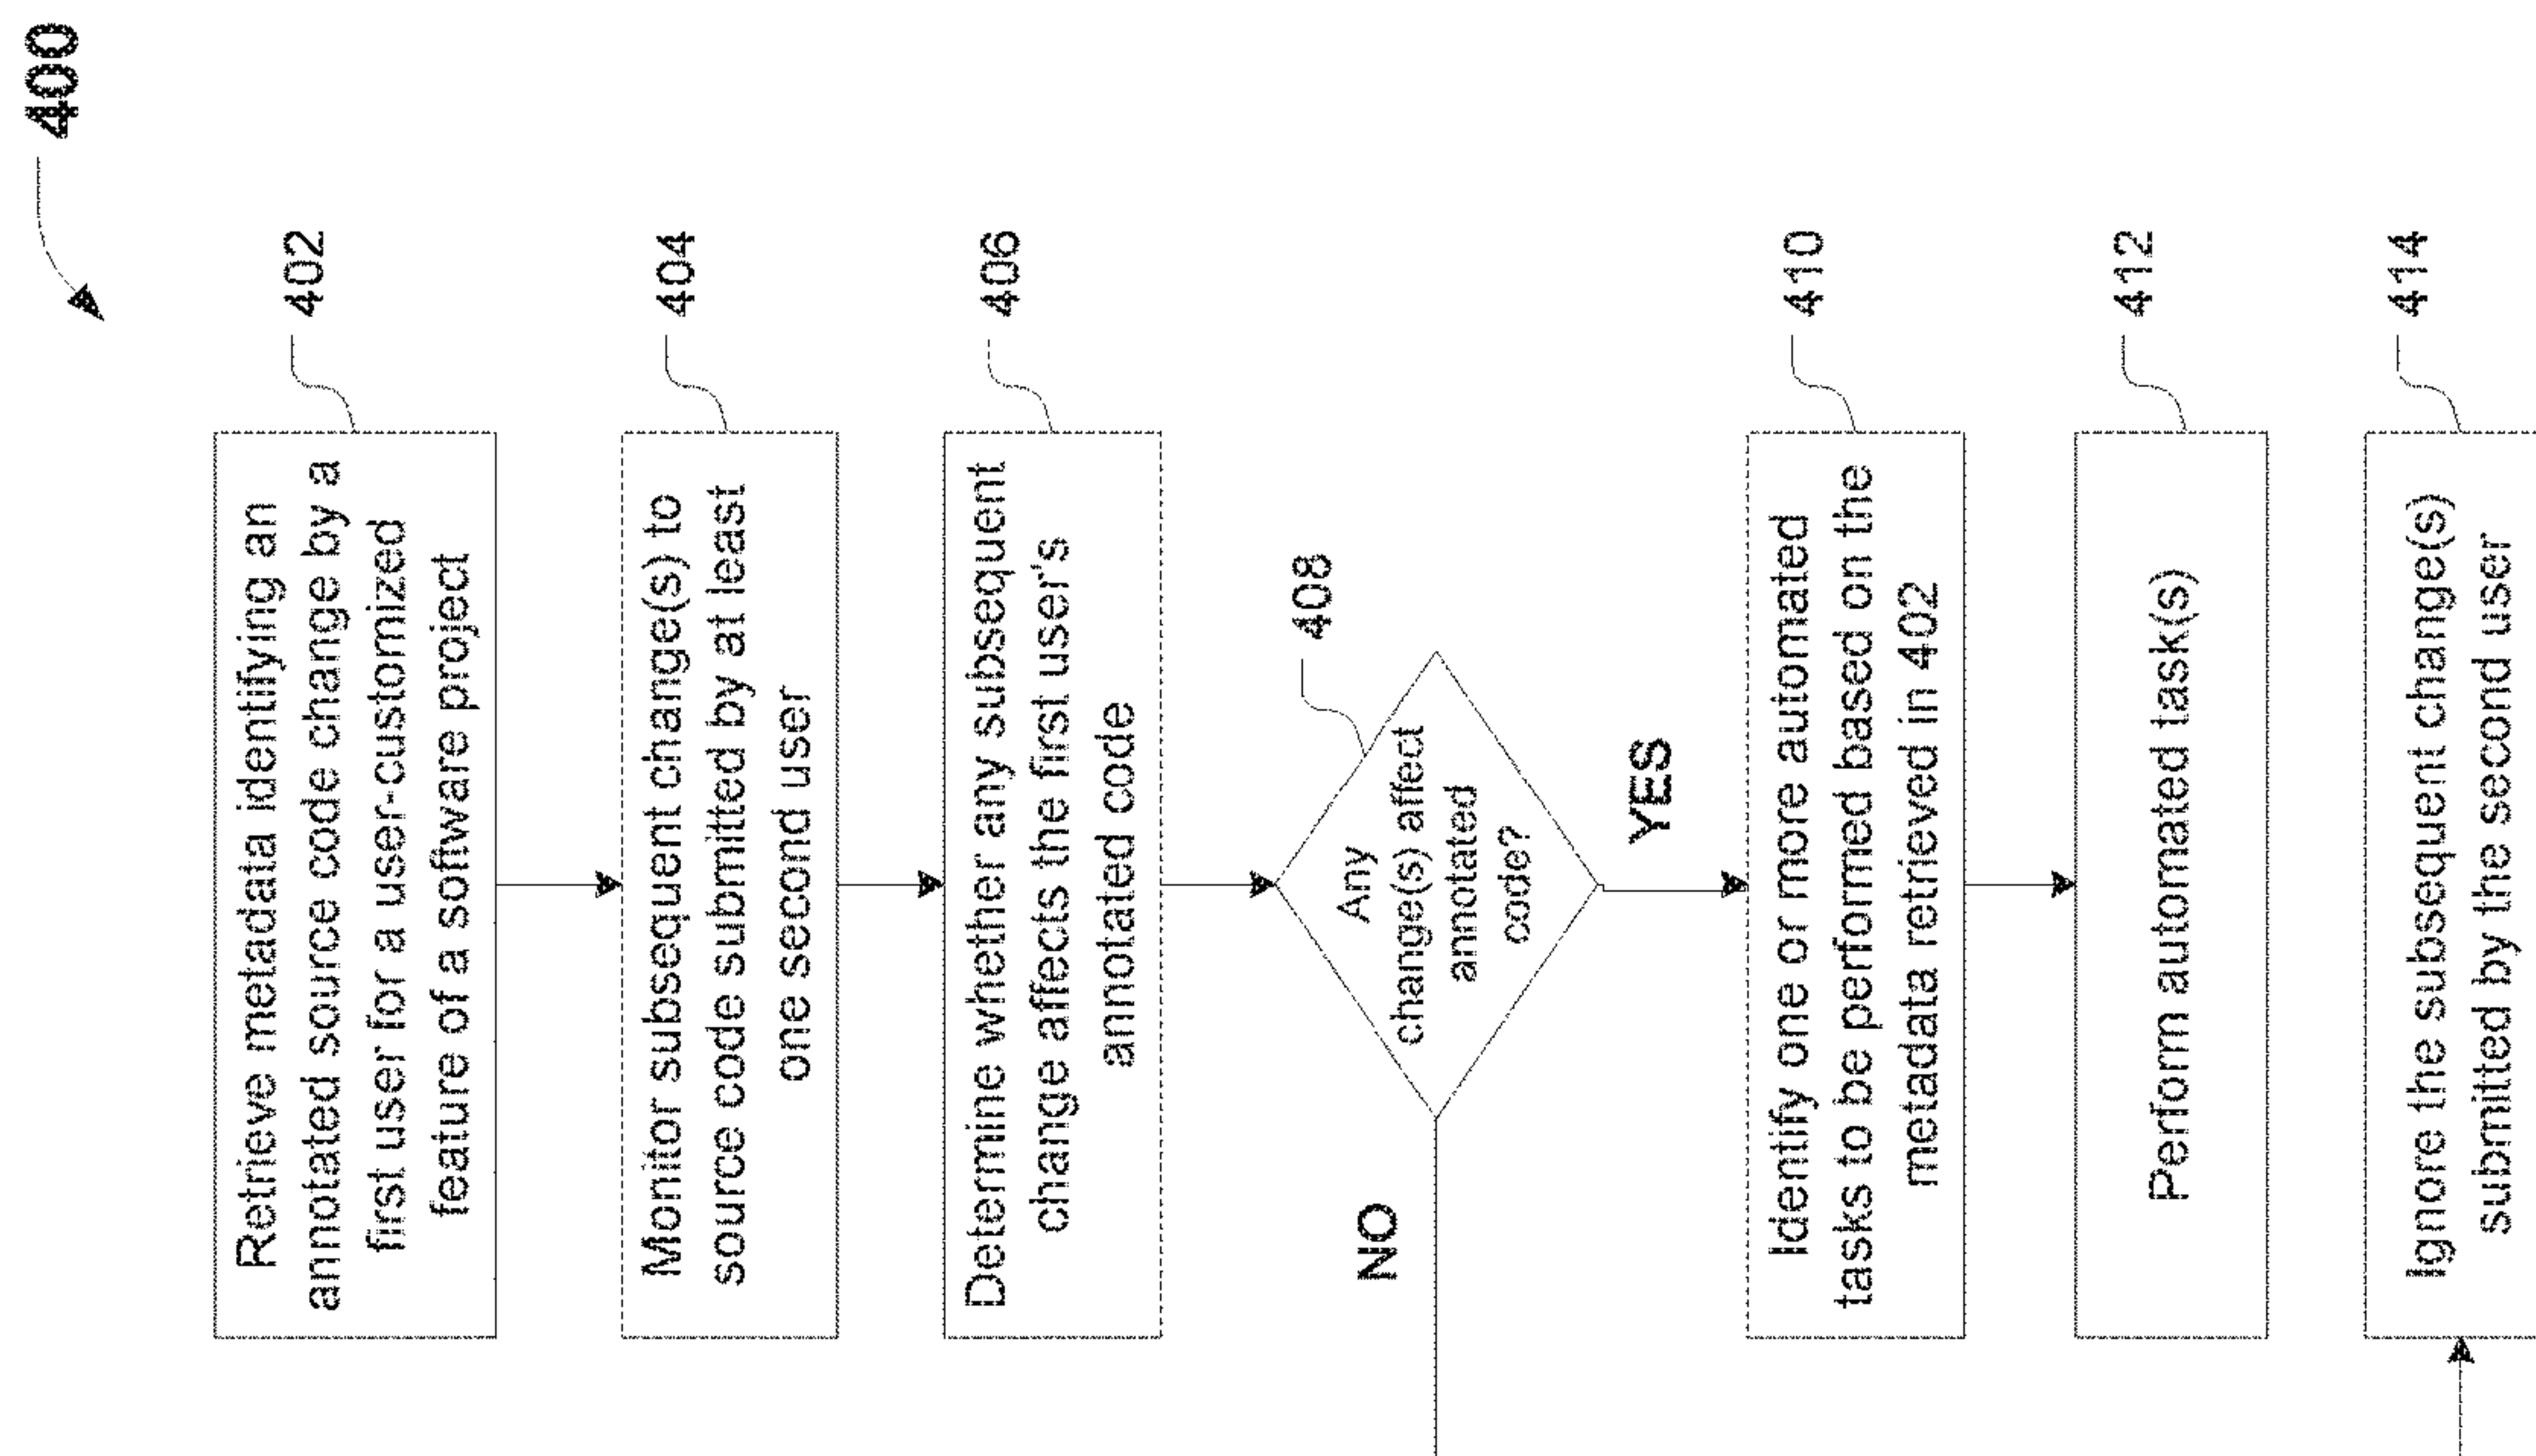 400
402
Retrieve metadata identifying an
annotated source code change by a
first user for a user-customized
feature of a software project
404
Monitor subsequent change(s) to
source code submitted by at least
one second user
406
Determine whether any subsequent
change affects the first user's
annotated code
408
Any
change(s) affect
annotated
code?
NO
YES
410
Identify one or more automated
tasks to be performed based on the
metadata retrieved in 402
412
Perform automated task(s)
414
Ignore the subsequent change(s)
submitted by the second user